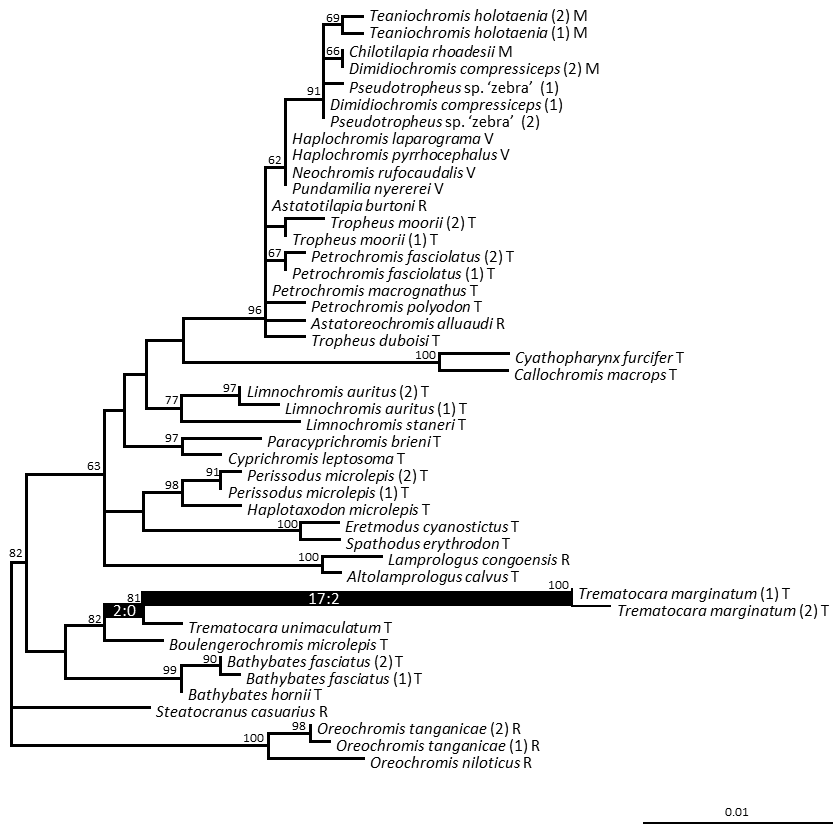 69
Teaniochromis holotaenia (2) M
Teaniochromis holotaenia (1) M
66
Chilotilapia rhoadesii M
Dimidiochromis compressiceps (2) M
91
Pseudotropheus sp. ‘zebra’ (1)
Dimidiochromis compressiceps (1)
Pseudotropheus sp. ‘zebra’ (2)
Haplochromis laparograma V
62
Haplochromis pyrrhocephalus V
Neochromis rufocaudalis V
Pundamilia nyererei V
Astatotilapia burtoni R
Tropheus moorii (2) T
Tropheus moorii (1) T
67
Petrochromis fasciolatus (2) T
Petrochromis fasciolatus (1) T
Petrochromis macrognathus T
96
Petrochromis polyodon T
Astatoreochromis alluaudi R
Tropheus duboisi T
100
Cyathopharynx furcifer T
Callochromis macrops T
97
Limnochromis auritus (2) T
77
Limnochromis auritus (1) T
Limnochromis staneri T
97
Paracyprichromis brieni T
Cyprichromis leptosoma T
63
91
Perissodus microlepis (2) T
98
Perissodus microlepis (1) T
Haplotaxodon microlepis T
100
Eretmodus cyanostictus T
Spathodus erythrodon T
82
100
Lamprologus congoensis R
Altolamprologus calvus T
100
Trematocara marginatum (1) T
81
17:2
2:0
Trematocara marginatum (2) T
82
Trematocara unimaculatum T
Boulengerochromis microlepis T
90
Bathybates fasciatus (2) T
99
Bathybates fasciatus (1) T
Bathybates hornii T
Steatocranus casuarius R
98
Oreochromis tanganicae (2) R
100
Oreochromis tanganicae (1) R
Oreochromis niloticus R
0.01